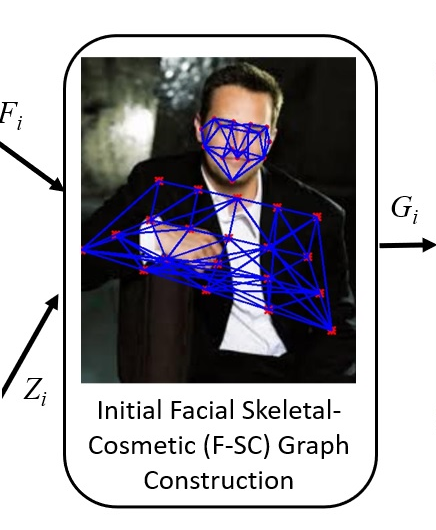 F_i
G_i
Z_i
Initial Facial Skeletal-
Cosmetic (F-SC) Graph
Construction